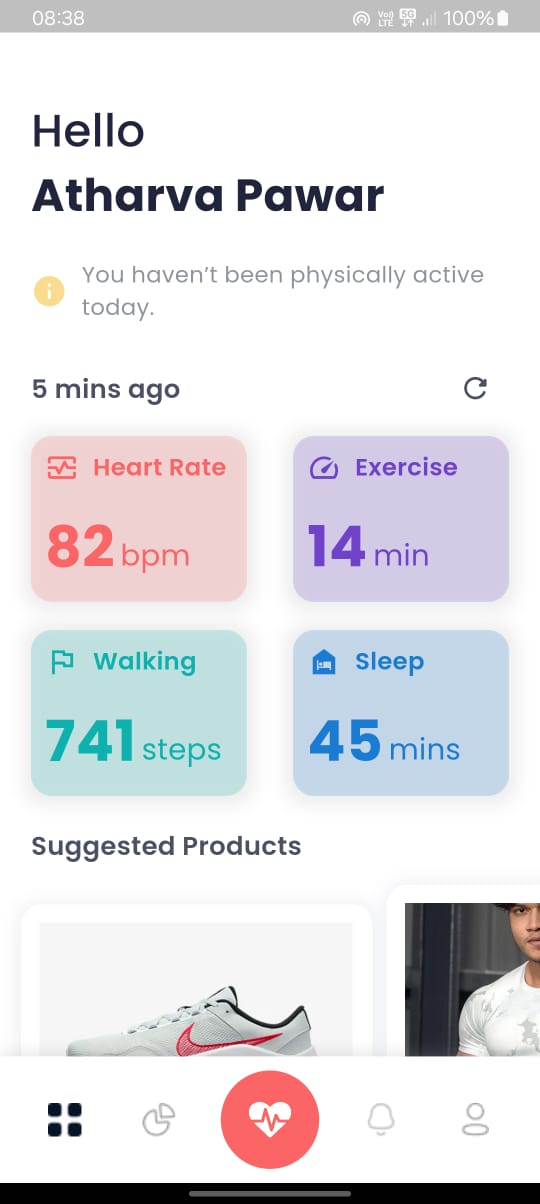 08:38 Vo) LTE 5G 100%
Hello
Atharva Pawar
You haven't been physically active
today.
5 mins ago
Heart Rate Exercise
82 bpm 14 min
Walking Sleep
741 steps 45 mins
Suggested Products